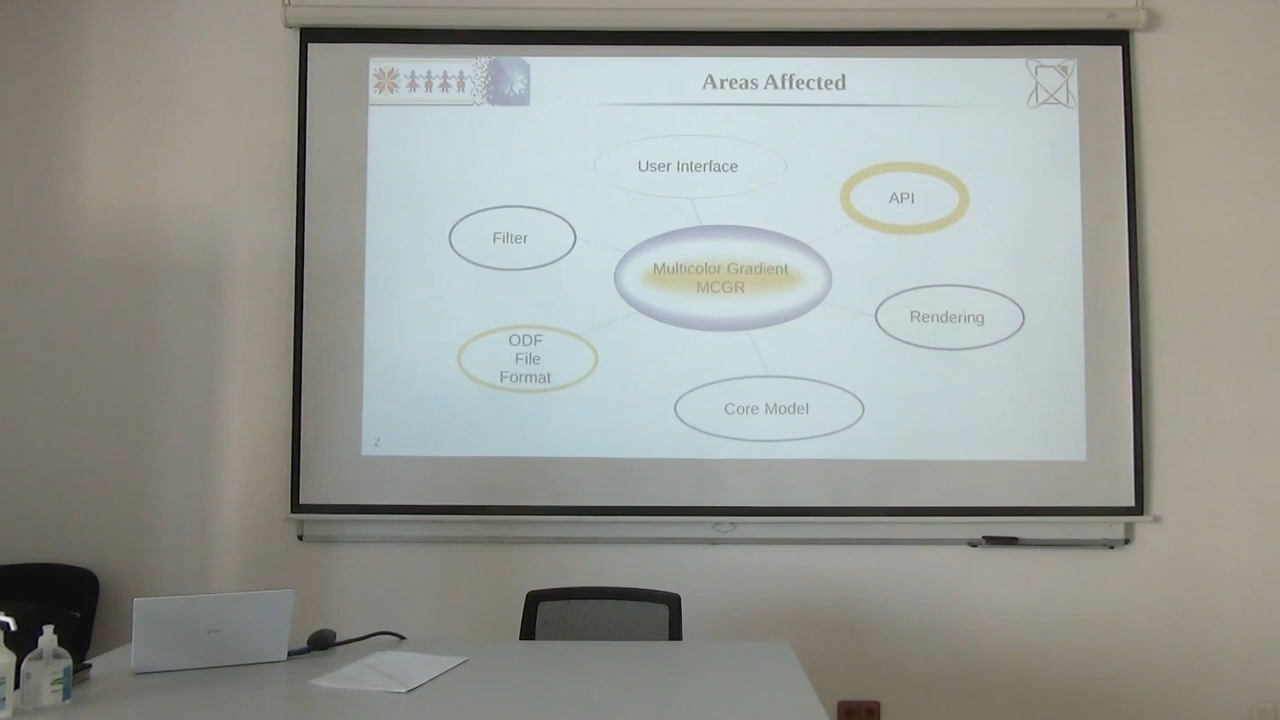 Areas Affected
User Interface
API
Filter
Multicolor Gradient
MCGR
Rendering
ODF
File
Format
Core Model
2